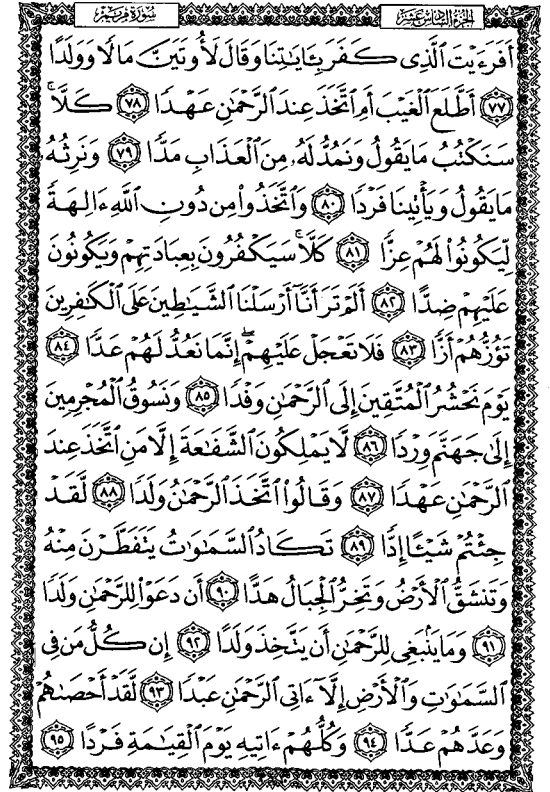 الجزء السادس عشر
سورة مريم
أَفَرَءَيْتَ ٱلَّذِى كَفَرَ بِـَٔايَـٰتِنَا وَقَالَ لَأُوتَيَنَّ مَالًا وَوَلَدًا
﴿٧٧﴾ أَطَّلَعَ ٱلْغَيْبَ أَمِ ٱتَّخَذَ عِندَ ٱلرَّحْمَـٰنِ عَهْدًا ﴿٧٨﴾ كَلَّا ۚ
سَنَكْتُبُ مَا يَقُولُ وَنَمُدُّ لَهُۥ مِنَ ٱلْعَذَابِ مَدًّا ﴿٧٩﴾ وَنَرِثُهُۥ
مَا يَقُولُ وَيَأْتِينَا فَرْدًا ﴿٨٠﴾ وَٱتَّخَذُوا۟ مِن دُونِ ٱللَّهِ ءَالِهَةً
لِّيَكُونُوا۟ لَهُمْ عِزًّا ﴿٨١﴾ كَلَّا ۚ سَيَكْفُرُونَ بِعِبَادَتِهِمْ وَيَكُونُونَ
عَلَيْهِمْ ضِدًّا ﴿٨٢﴾ أَلَمْ تَرَ أَنَّآ أَرْسَلْنَا ٱلشَّيَـٰطِينَ عَلَى ٱلْكَـٰفِرِينَ
تَؤُزُّهُمْ أَزًّا ﴿٨٣﴾ فَلَا تَعْجَلْ عَلَيْهِمْ ۖ إِنَّمَا نَعُدُّ لَهُمْ عَدًّا ﴿٨٤﴾
يَوْمَ نَحْشُرُ ٱلْمُتَّقِينَ إِلَى ٱلرَّحْمَـٰنِ وَفْدًا ﴿٨٥﴾ وَنَسُوقُ ٱلْمُجْرِمِينَ
إِلَىٰ جَهَنَّمَ وِرْدًا ﴿٨٦﴾ لَّا يَمْلِكُونَ ٱلشَّفَـٰعَةَ إِلَّا مَنِ ٱتَّخَذَ عِندَ
ٱلرَّحْمَـٰنِ عَهْدًا ﴿٨٧﴾ وَقَالُوا۟ ٱتَّخَذَ ٱلرَّحْمَـٰنُ وَلَدًا ﴿٨٨﴾ لَّقَدْ
جِئْتُمْ شَيْـًٔا إِدًّا ﴿٨٩﴾ تَكَادُ ٱلسَّمَـٰوَٰتُ يَتَفَطَّرْنَ مِنْهُ
وَتَنشَقُّ ٱلْأَرْضُ وَتَخِرُّ ٱلْجِبَالُ هَدًّا ﴿٩٠﴾ أَن دَعَوْا۟ لِلرَّحْمَـٰنِ وَلَدًا
﴿٩١﴾ وَمَا يَنۢبَغِى لِلرَّحْمَـٰنِ أَن يَتَّخِذَ وَلَدًا ﴿٩٢﴾ إِن كُلُّ مَن فِى
ٱلسَّمَـٰوَٰتِ وَٱلْأَرْضِ إِلَّآ ءَاتِى ٱلرَّحْمَـٰنِ عَبْدًا ﴿٩٣﴾ لَّقَدْ أَحْصَىٰهُمْ
وَعَدَّهُمْ عَدًّا ﴿٩٤﴾ وَكُلُّهُمْ ءَاتِيهِ يَوْمَ ٱلْقِيَـٰمَةِ فَرْدًا ﴿٩٥﴾